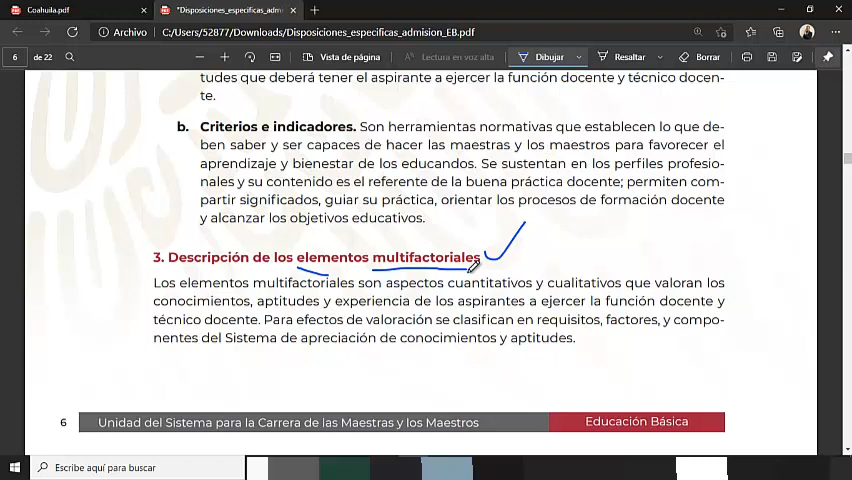 Coahuila.pdf
*Disposiciones_especificas_admis
Archivo
C:/Users/52877/Downloads/Disposiciones_especificas_admision_EB.pdf
6
de 22
Vista de página
Lectura en voz alta
Dibujar
Resaltar
Borrar
tudes que deberá tener el aspirante a ejercer la función docente y técnico docen-
te.
b. Criterios e indicadores. Son herramientas normativas que establecen lo que de-
ben saber y ser capaces de hacer las maestras y los maestros para favorecer el
aprendizaje y bienestar de los educandos. Se sustentan en los perfiles profesio-
nales y su contenido es el referente de la buena práctica docente; permiten com-
partir significados, guiar su práctica, orientar los procesos de formación docente
y alcanzar los objetivos educativos.
3. Descripción de los elementos multifactoriales
Los elementos multifactoriales son aspectos cuantitativos y cualitativos que valoran los
conocimientos, aptitudes y experiencia de los aspirantes a ejercer la función docente y
técnico docente. Para efectos de valoración se clasifican en requisitos, factores, y compo-
nentes del Sistema de apreciación de conocimientos y aptitudes.
6
Unidad del Sistema para la Carrera de las Maestras y los Maestros
Educación Básica
Escribe aquí para buscar